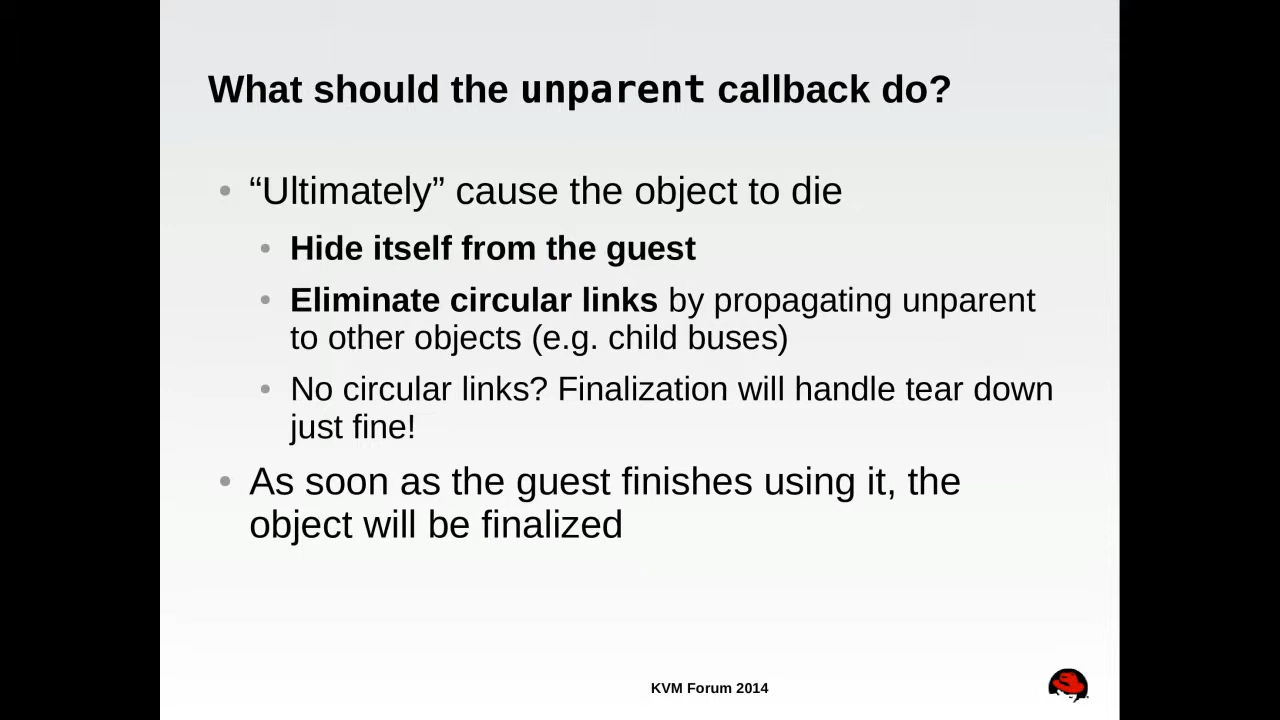 What should the unparent callback do?
• “Ultimately” cause the object to die
• Hide itself from the guest
• Eliminate circular links by propagating unparent
to other objects (e.g. child buses)
• No circular links? Finalization will handle tear down
just fine!
• As soon as the guest finishes using it, the
object will be finalized
KVM Forum 2014